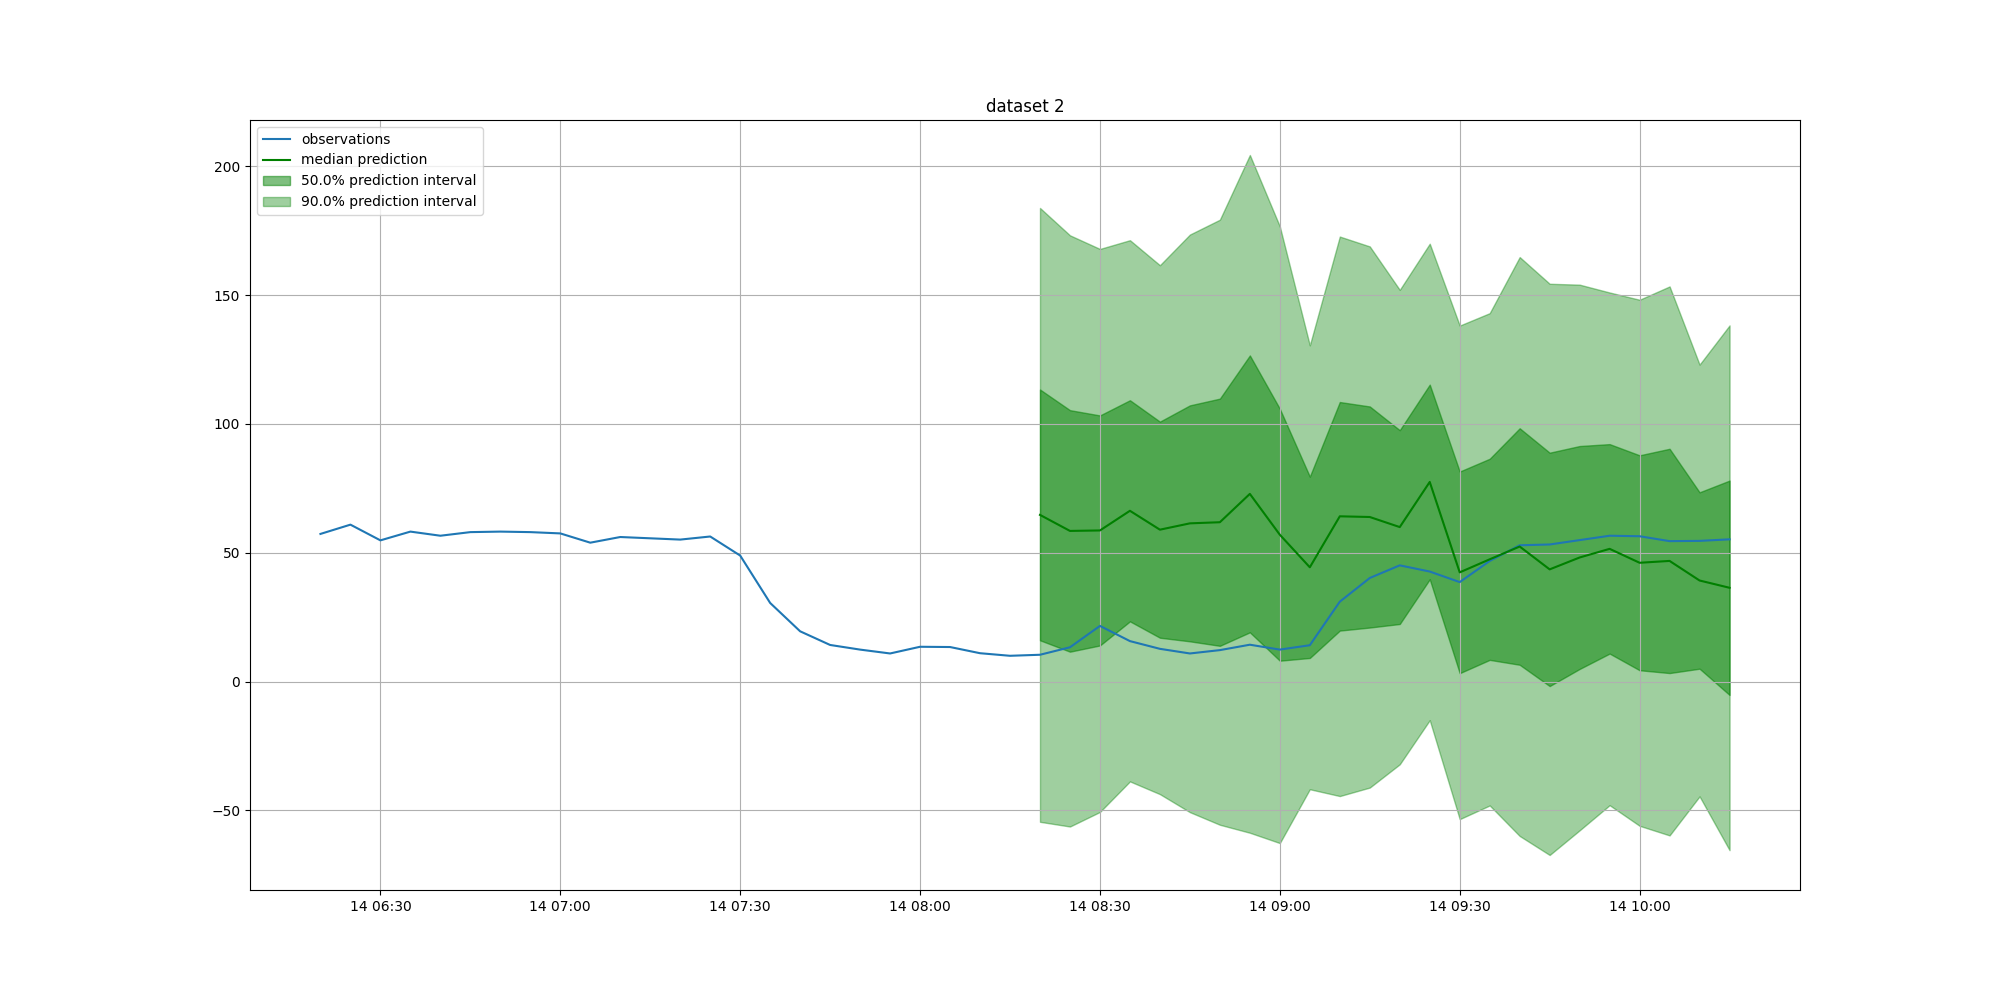 dataset 2
observations
median prediction
50.0% prediction interval
90.0% prediction interval
200
150
100
50
0
−50
14 06:30
14 07:00
14 07:30
14 08:00
14 08:30
14 09:00
14 09:30
14 10:00